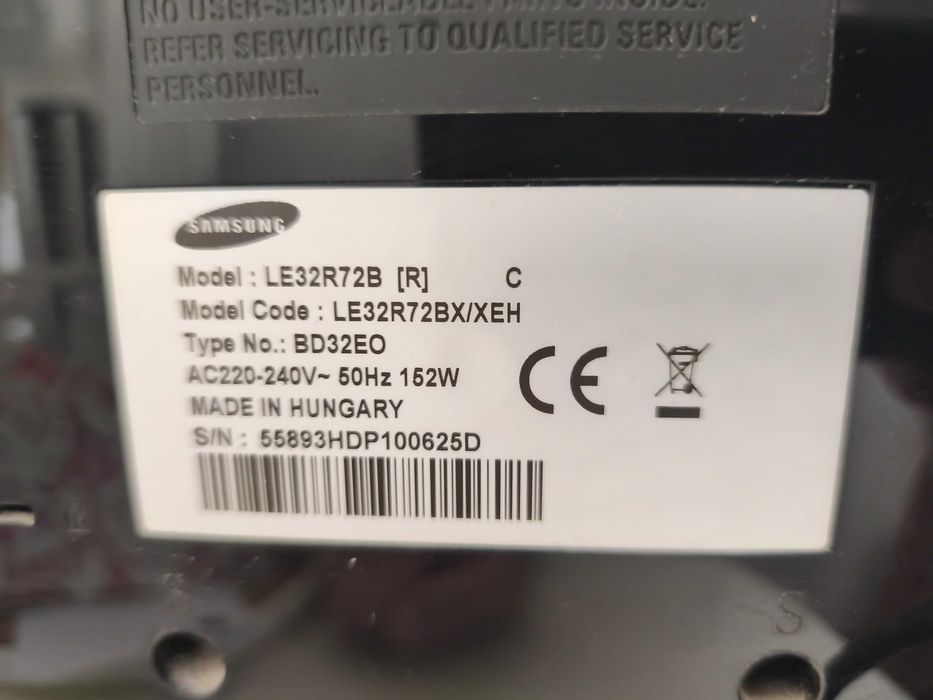 NO USER-SERVICEABLE PARTS INSIDE.
REFER SERVICING TO QUALIFIED SERVICE
PERSONNEL.
SAMSUNG
Model : LE32R72B [R] C
Model Code : LE32R72BX/XEH
Type No.: BD32EO
AC220-240V~ 50Hz 152W
MADE IN HUNGARY
S/N : 55893HDP100625D
CE
S